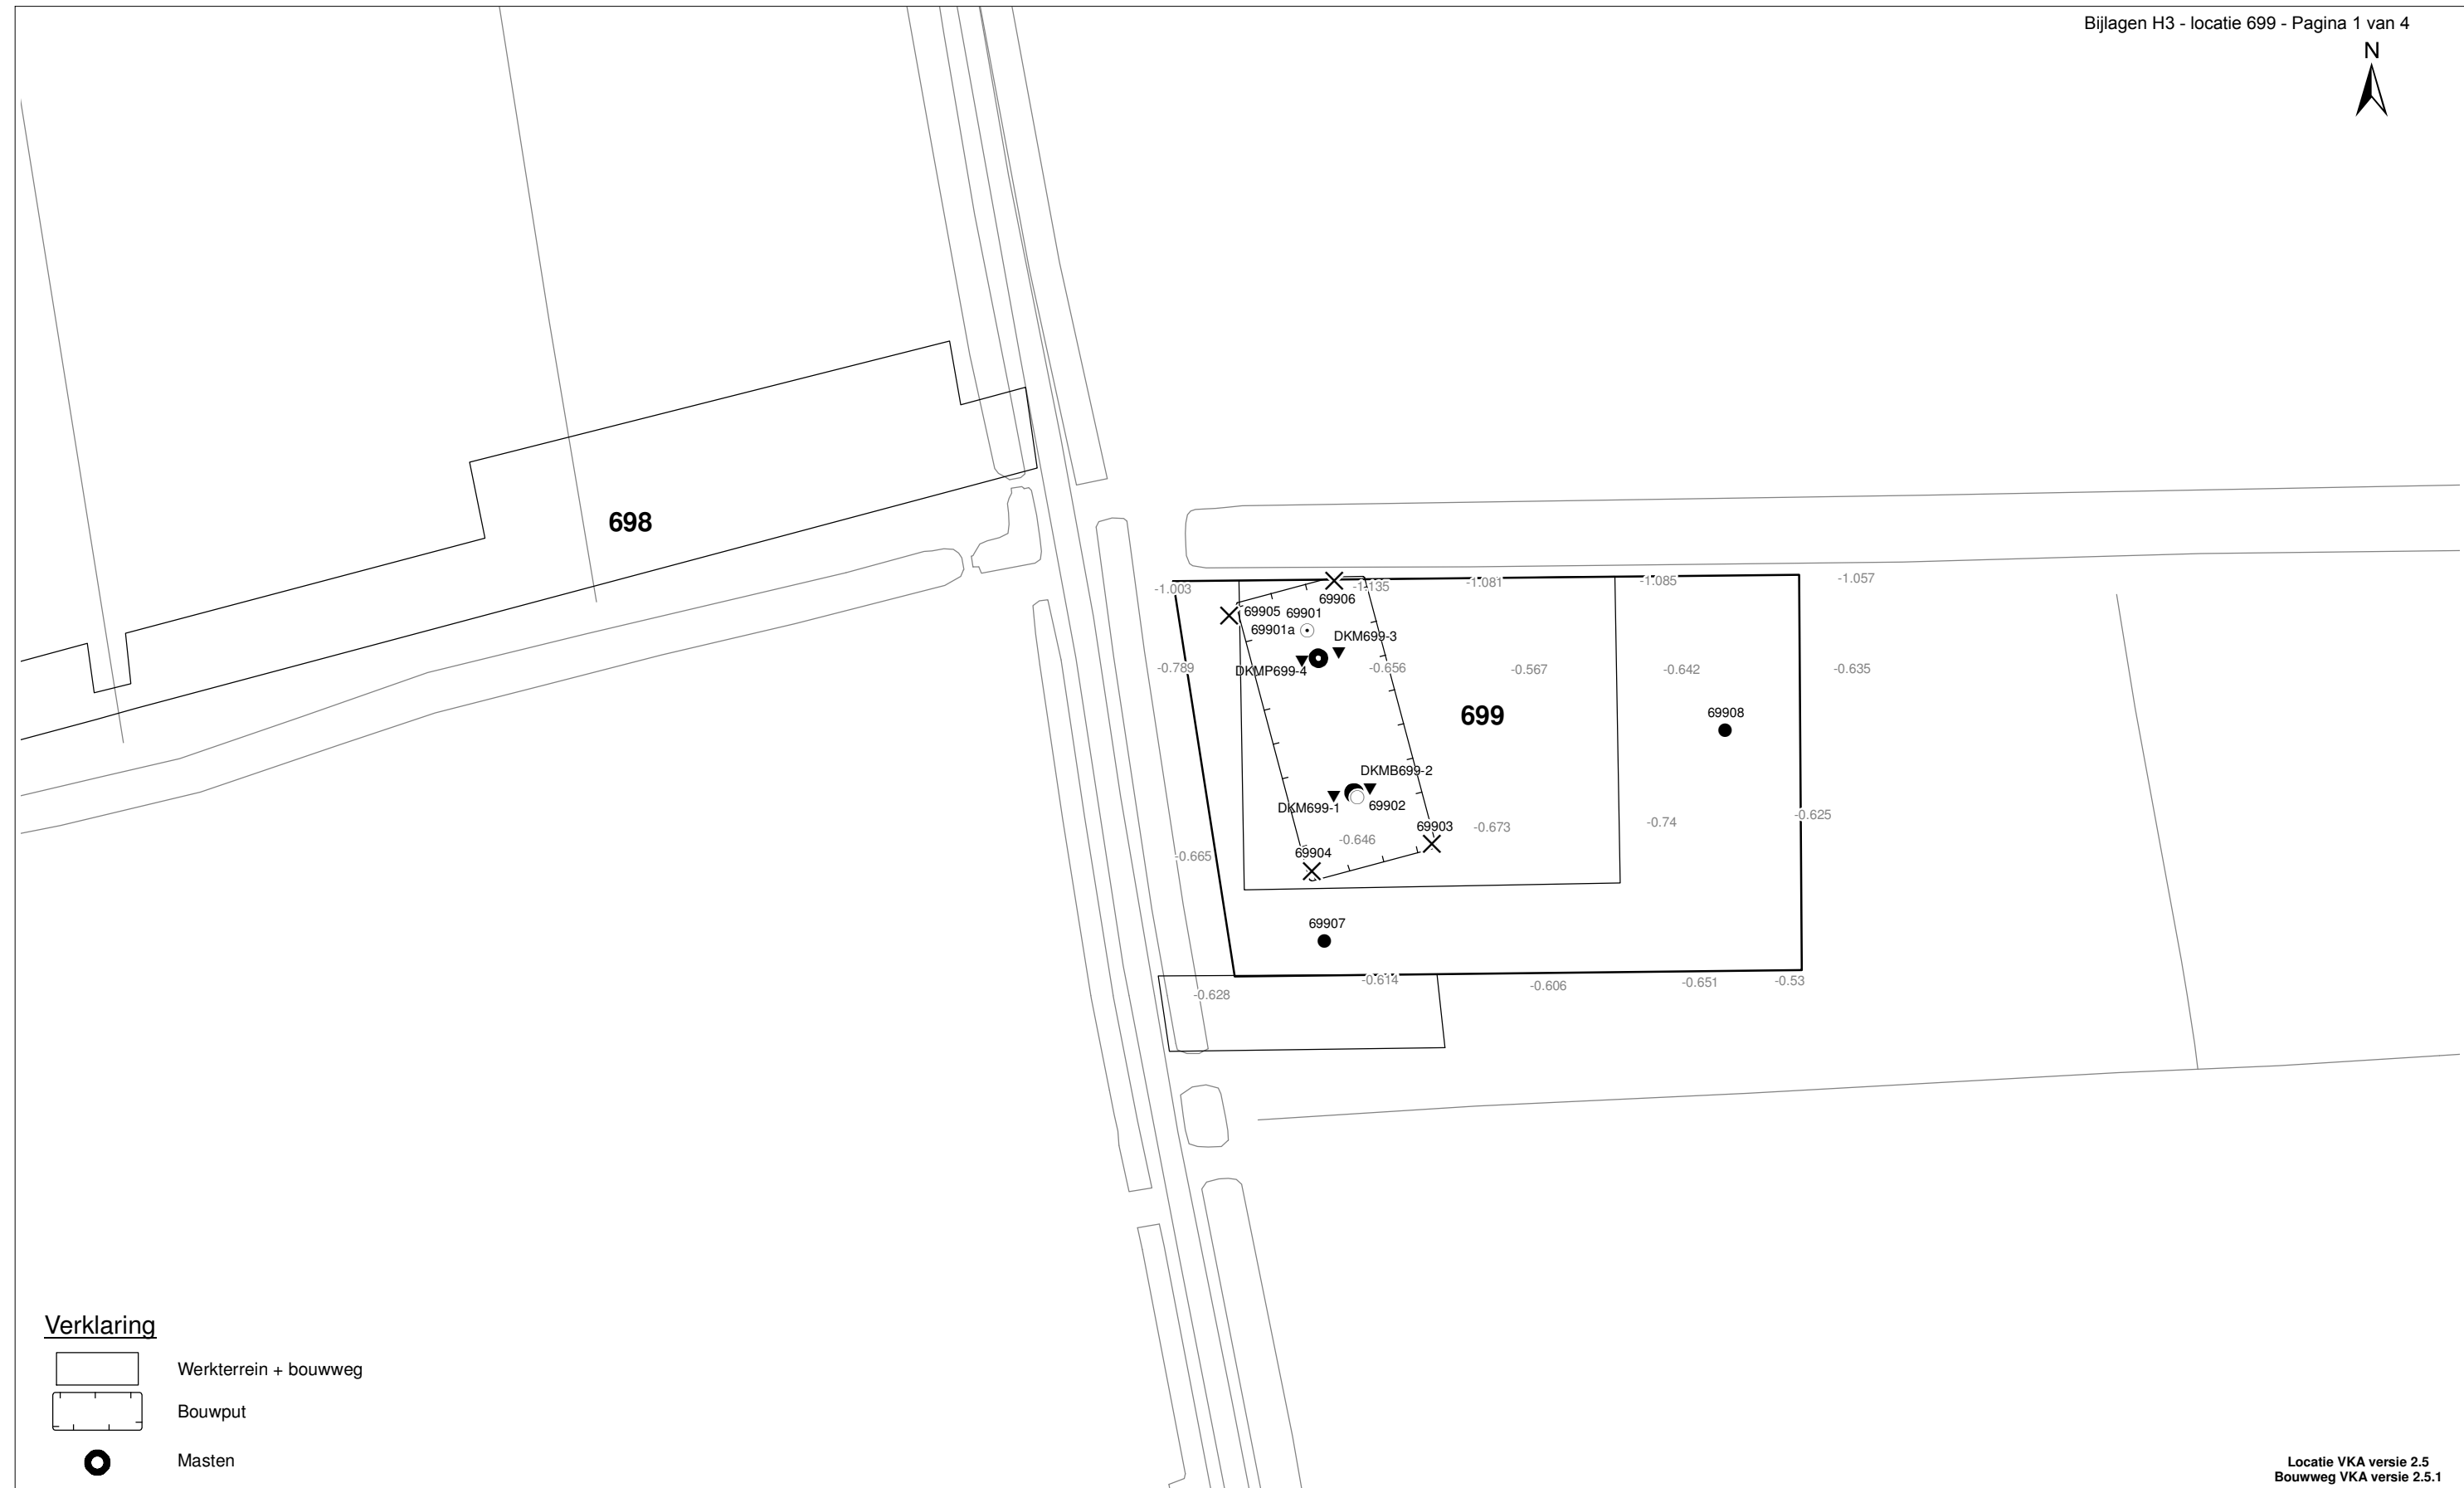 Bijlagen H3 - locatie 699 - Pagina 1 van 4
N
698
-1.003
-1.135
-1.081
-1.085
-1.057
69906
69905
69901
69901a
DKM699-3
-0.789
DKMP699-4
-0.656
-0.567
-0.642
-0.635
699
69908
DKMB699-2
DKM699-1
69902
69903
-0.673
-0.74
-0.625
-0.646
69904
-0.665
69907
-0.628
-0.614
-0.606
-0.651
-0.53
Verklaring
Werkterrein + bouwweg
Bouwput
Masten
Locatie VKA versie 2.5
Bouwweg VKA versie 2.5.1